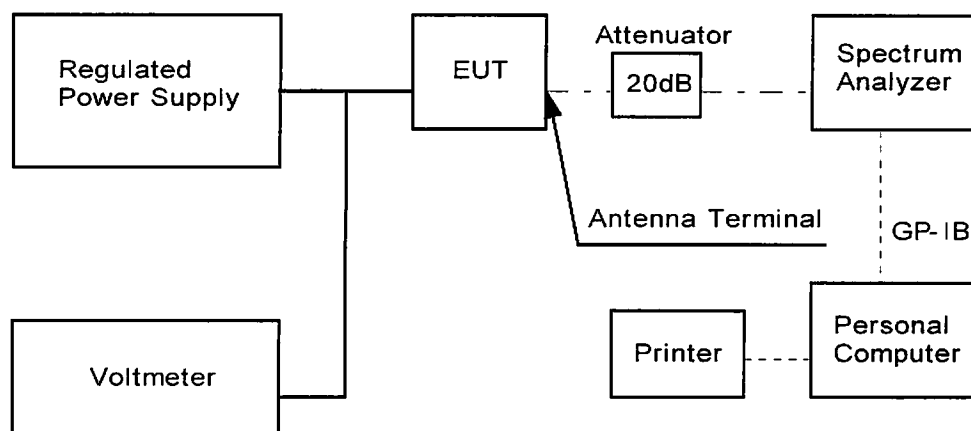 Regulated
Power Supply
EUT
Attenuator
20dB
Spectrum
Analyzer
Antenna Terminal
GP-IB
Voltmeter
Printer
Personal
Computer